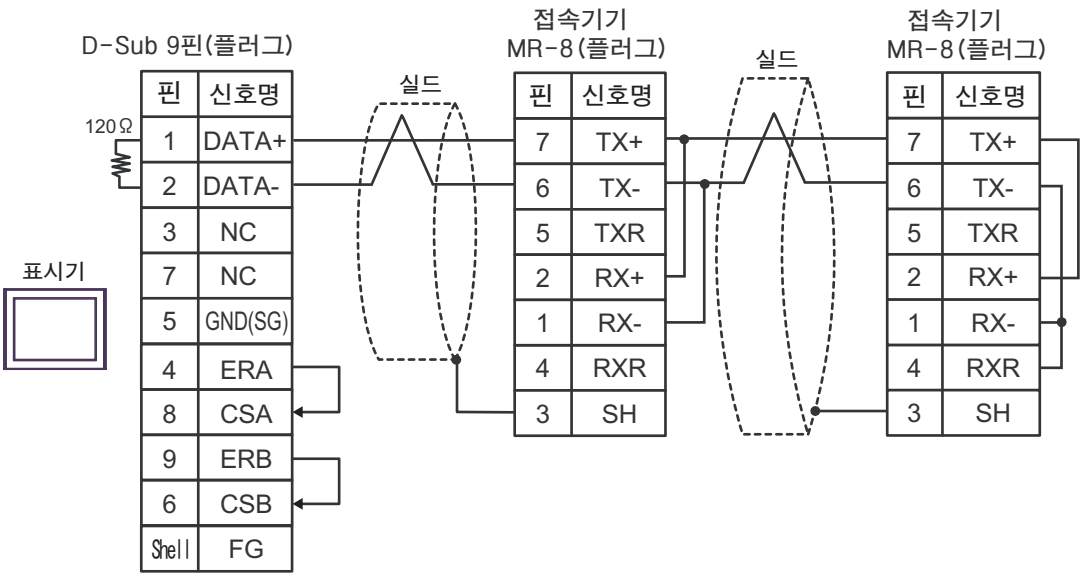 접속기기
접속기기
D-Sub 9핀(플러그)
MR-8(플러그)
MR-8(플러그)
실드
실드
핀 신호명
핀 신호명
핀 신호명
120Ω
1 DATA+
7 TX+
7 TX+
2 DATA-
6 TX-
6 TX-
3 NC
5 TXR
5 TXR
표시기
7 NC
2 RX+
2 RX+
5 GND(SG)
1 RX-
1 RX-
4 ERA
4 RXR
4 RXR
8 CSA
3 SH
3 SH
9 ERB
6 CSB
Shell FG